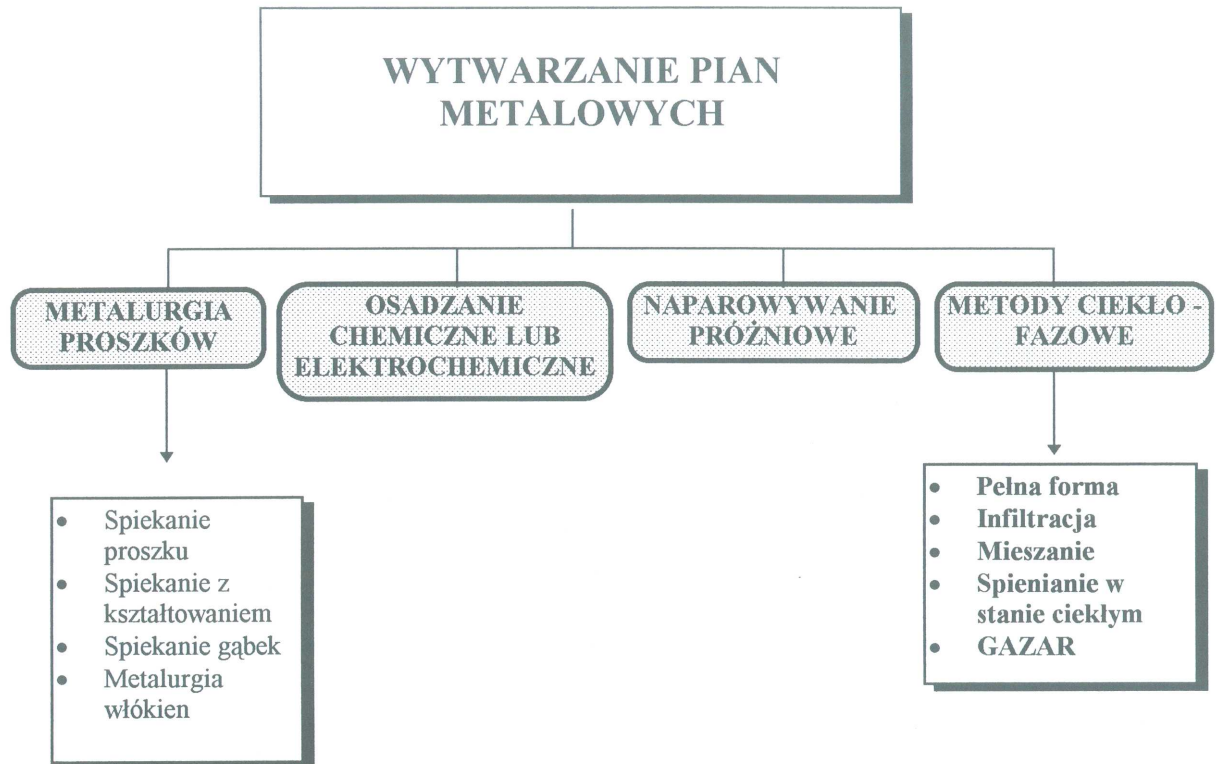 WYTWARZANIE PIAN
METALOWYCH
METALURGIA
PROSZKÓW
OSADZANIE
CHEMICZNE LUB
ELEKTROCHEMICZNE
NAPAROWYWANIE
PRÓŻNIOWE
METODY CIEKŁO -
FAZOWE
• Spiekanie
proszku
• Spiekanie z
kształtowaniem
• Spiekanie gąbek
• Metalurgia
włókien
• Pełna forma
• Infiltracja
• Mieszanie
• Spienianie w
stanie ciekłym
• GAZAR